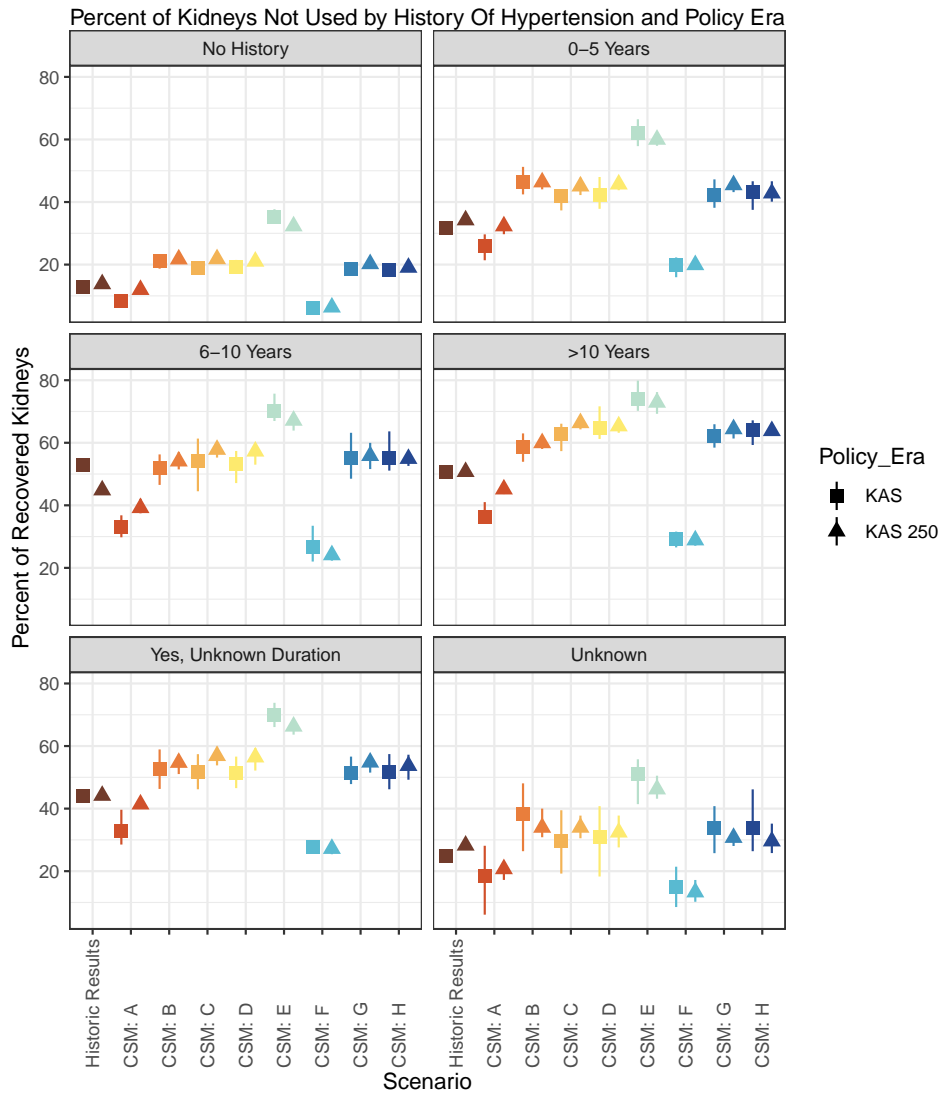 Percent of Kidneys Not Used by History Of Hypertension and Policy Era
No History
0–5 Years
80
60
40
20
6–10 Years
>10 Years
80
60
40
20
Yes, Unknown Duration
Unknown
80
60
40
20
Percent of Recovered Kidneys
Historic Results
CSM: A
CSM: B
CSM: C
CSM: D
CSM: E
CSM: F
CSM: G
CSM: H
Historic Results
CSM: A
CSM: B
CSM: C
CSM: D
CSM: E
CSM: F
CSM: G
CSM: H
Scenario
Policy_Era
KAS
KAS 250